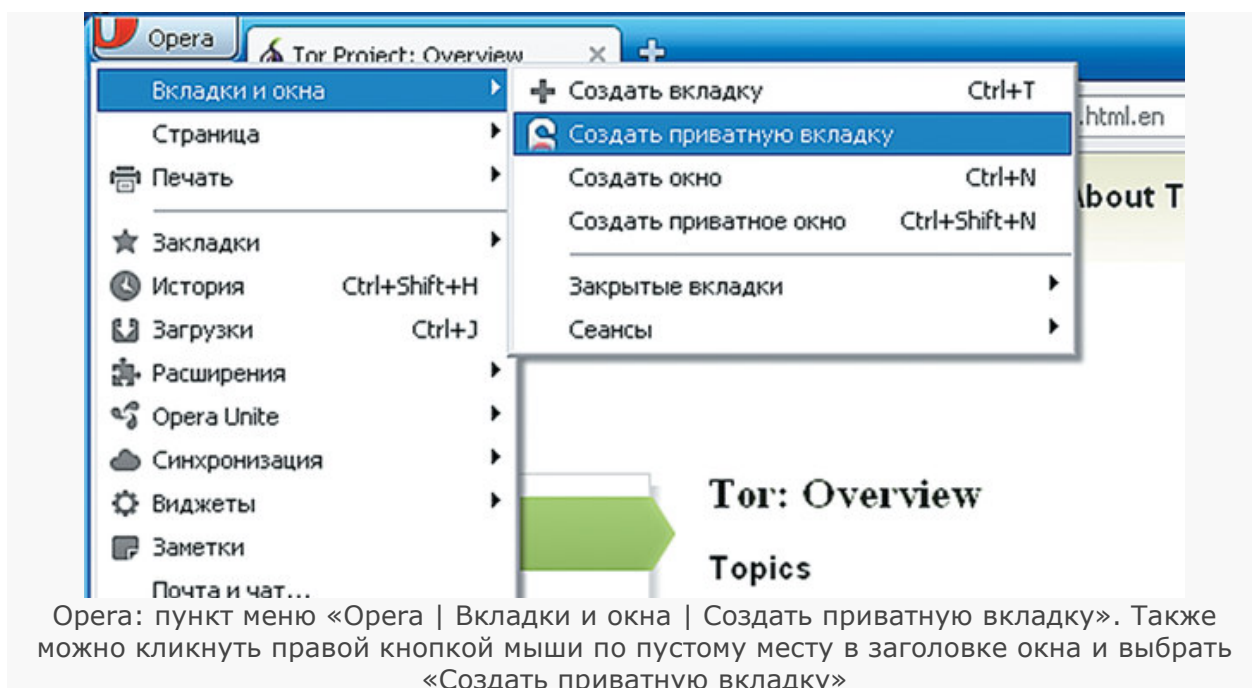 Opera
Tor Project: Overview
Вкладки и окна
Страница
Печать
Закладки
История Ctrl+Shift+H
Загрузки Ctrl+J
Расширения
Opera Unite
Синхронизация
Виджеты
Заметки
Почта и чат...
Создать вкладку Ctrl+T
Создать приватную вкладку
Создать окно Ctrl+N
Создать приватное окно Ctrl+Shift+N
Закрытые вкладки
Сеансы
.html.en
About T
Tor: Overview
Topics
Opera: пункт меню «Opera | Вкладки и окна | Создать приватную вкладку». Также
можно кликнуть правой кнопкой мыши по пустому месту в заголовке окна и выбрать
«Создать приватную вкладку»